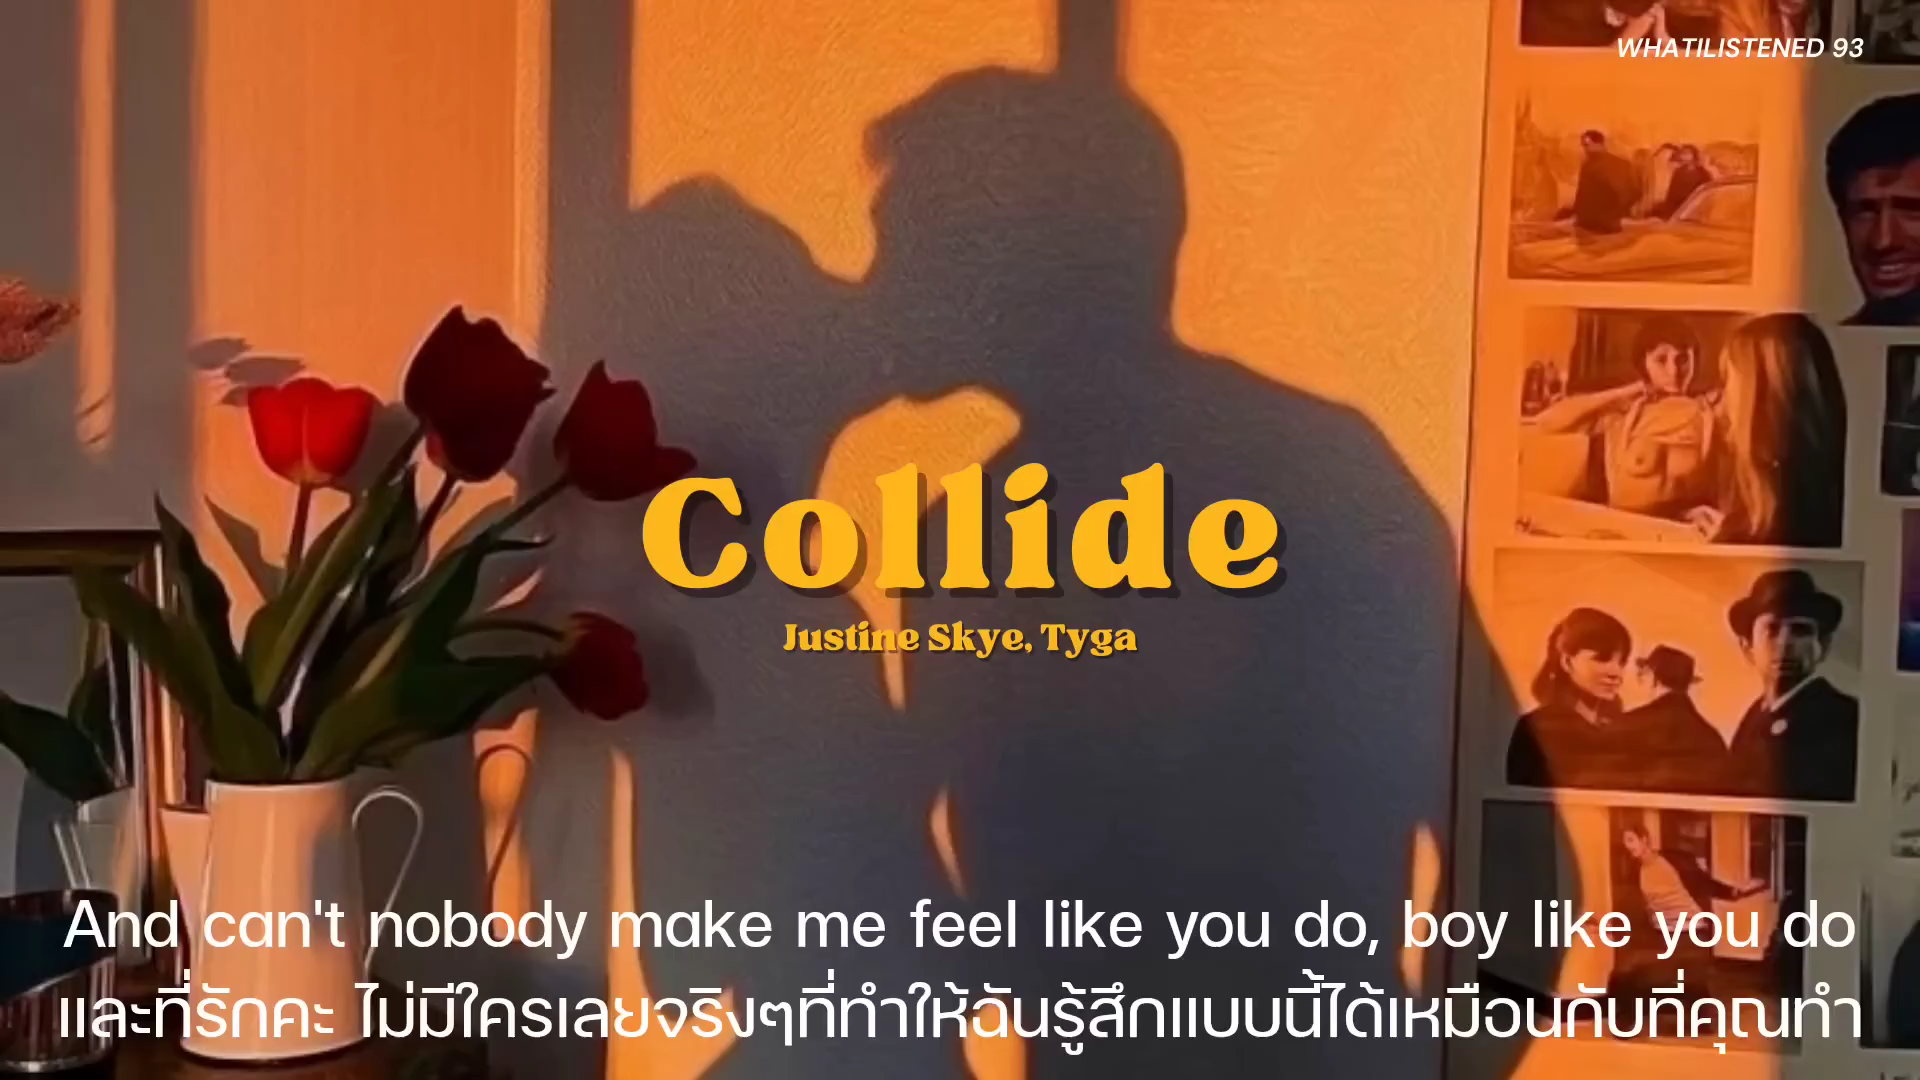 WHATILISTENED 93
Collide
Justine Skye, Tyga
And can't nobody make me feel like you do, boy like you do
และที่รักคะ ไม่มีใครเลยจริงๆที่ทำให้ฉันรู้สึกแบบนี้ได้เหมือนกับที่คุณทำ